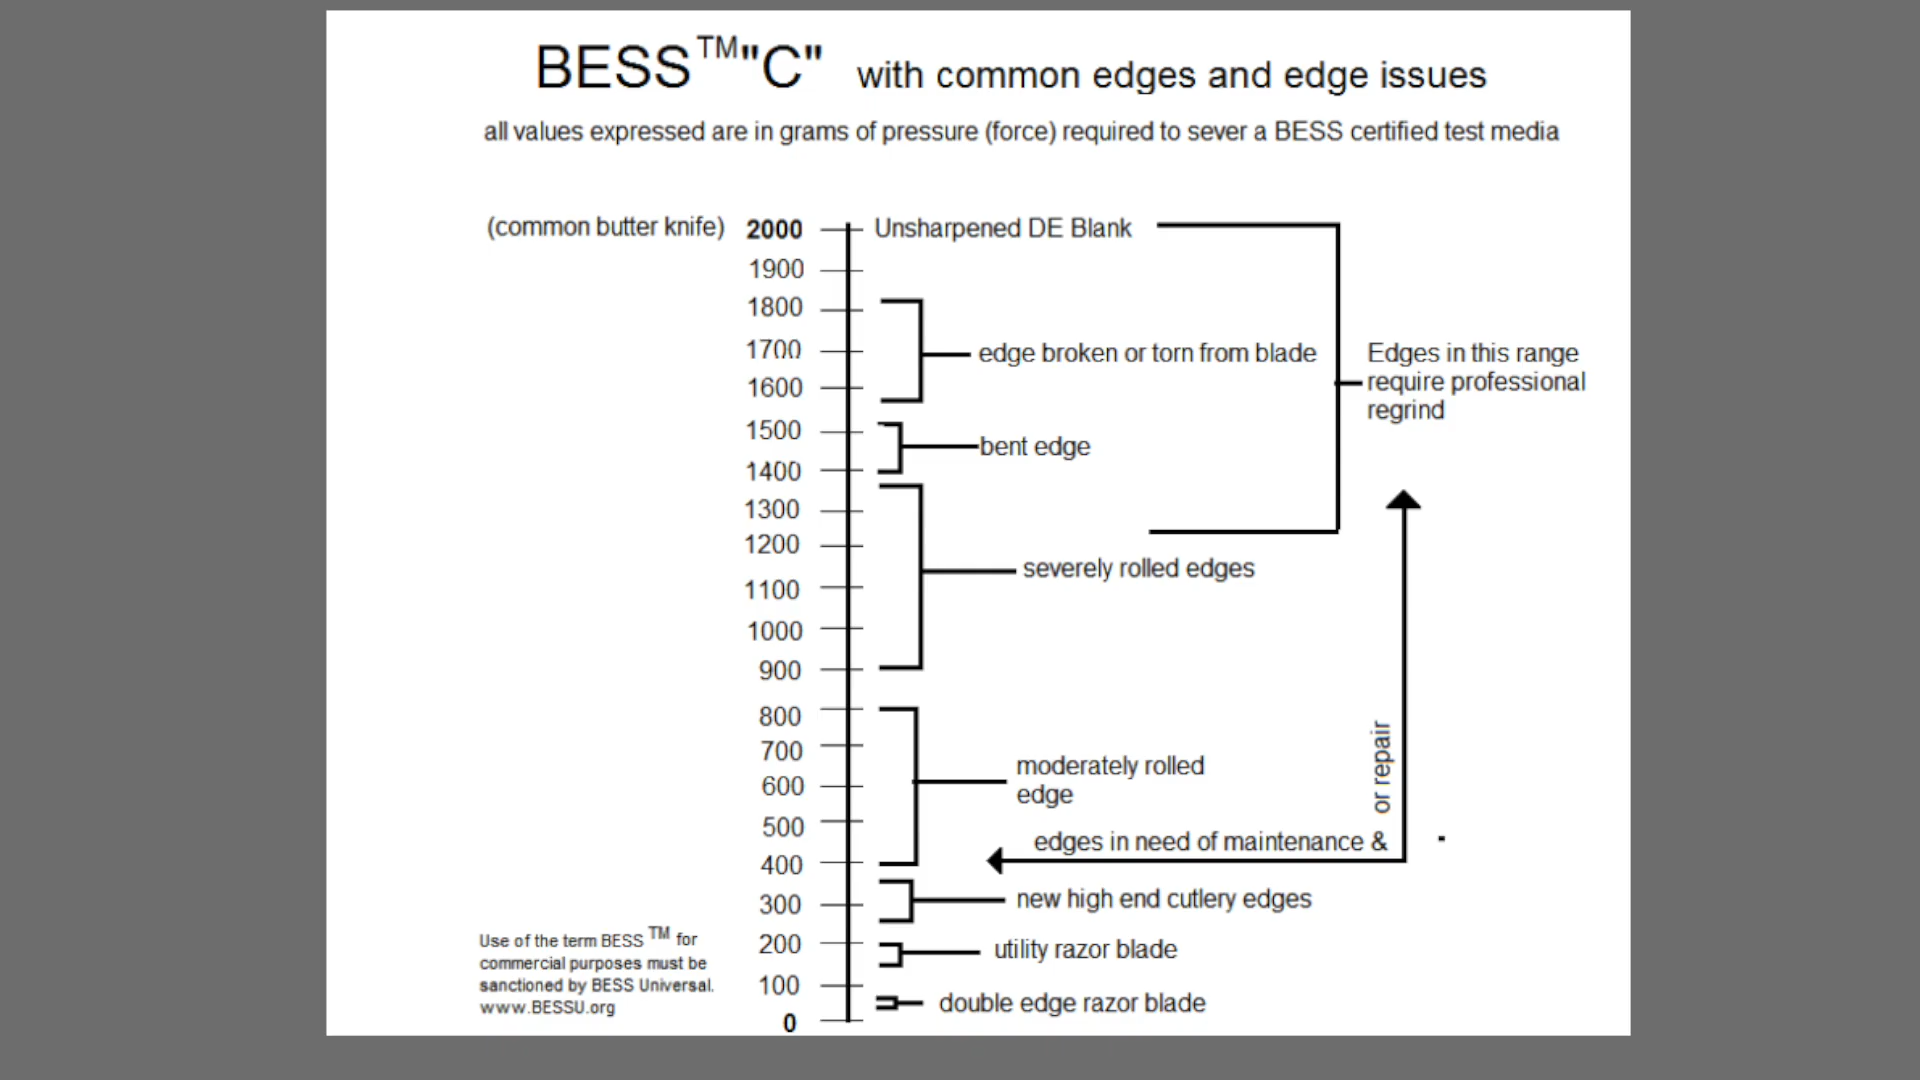 BESS™"C" with common edges and edge issues
all values expressed are in grams of pressure (force) required to sever a BESS certified test media
(common butter knife) 2000 Unsharpened DE Blank
1900
1800
1700 edge broken or torn from blade
Edges in this range
require professional
regrind
1600
1500
bent edge
1400
1300
1200
severely rolled edges
1100
1000
900
800
700
moderately rolled
edge
600
500
or repair
edges in need of maintenance &
400
300 new high end cutlery edges
200 utility razor blade
100
double edge razor blade
0
Use of the term BESS ™ for
commercial purposes must be
sanctioned by BESS Universal.
www.BESSU.org